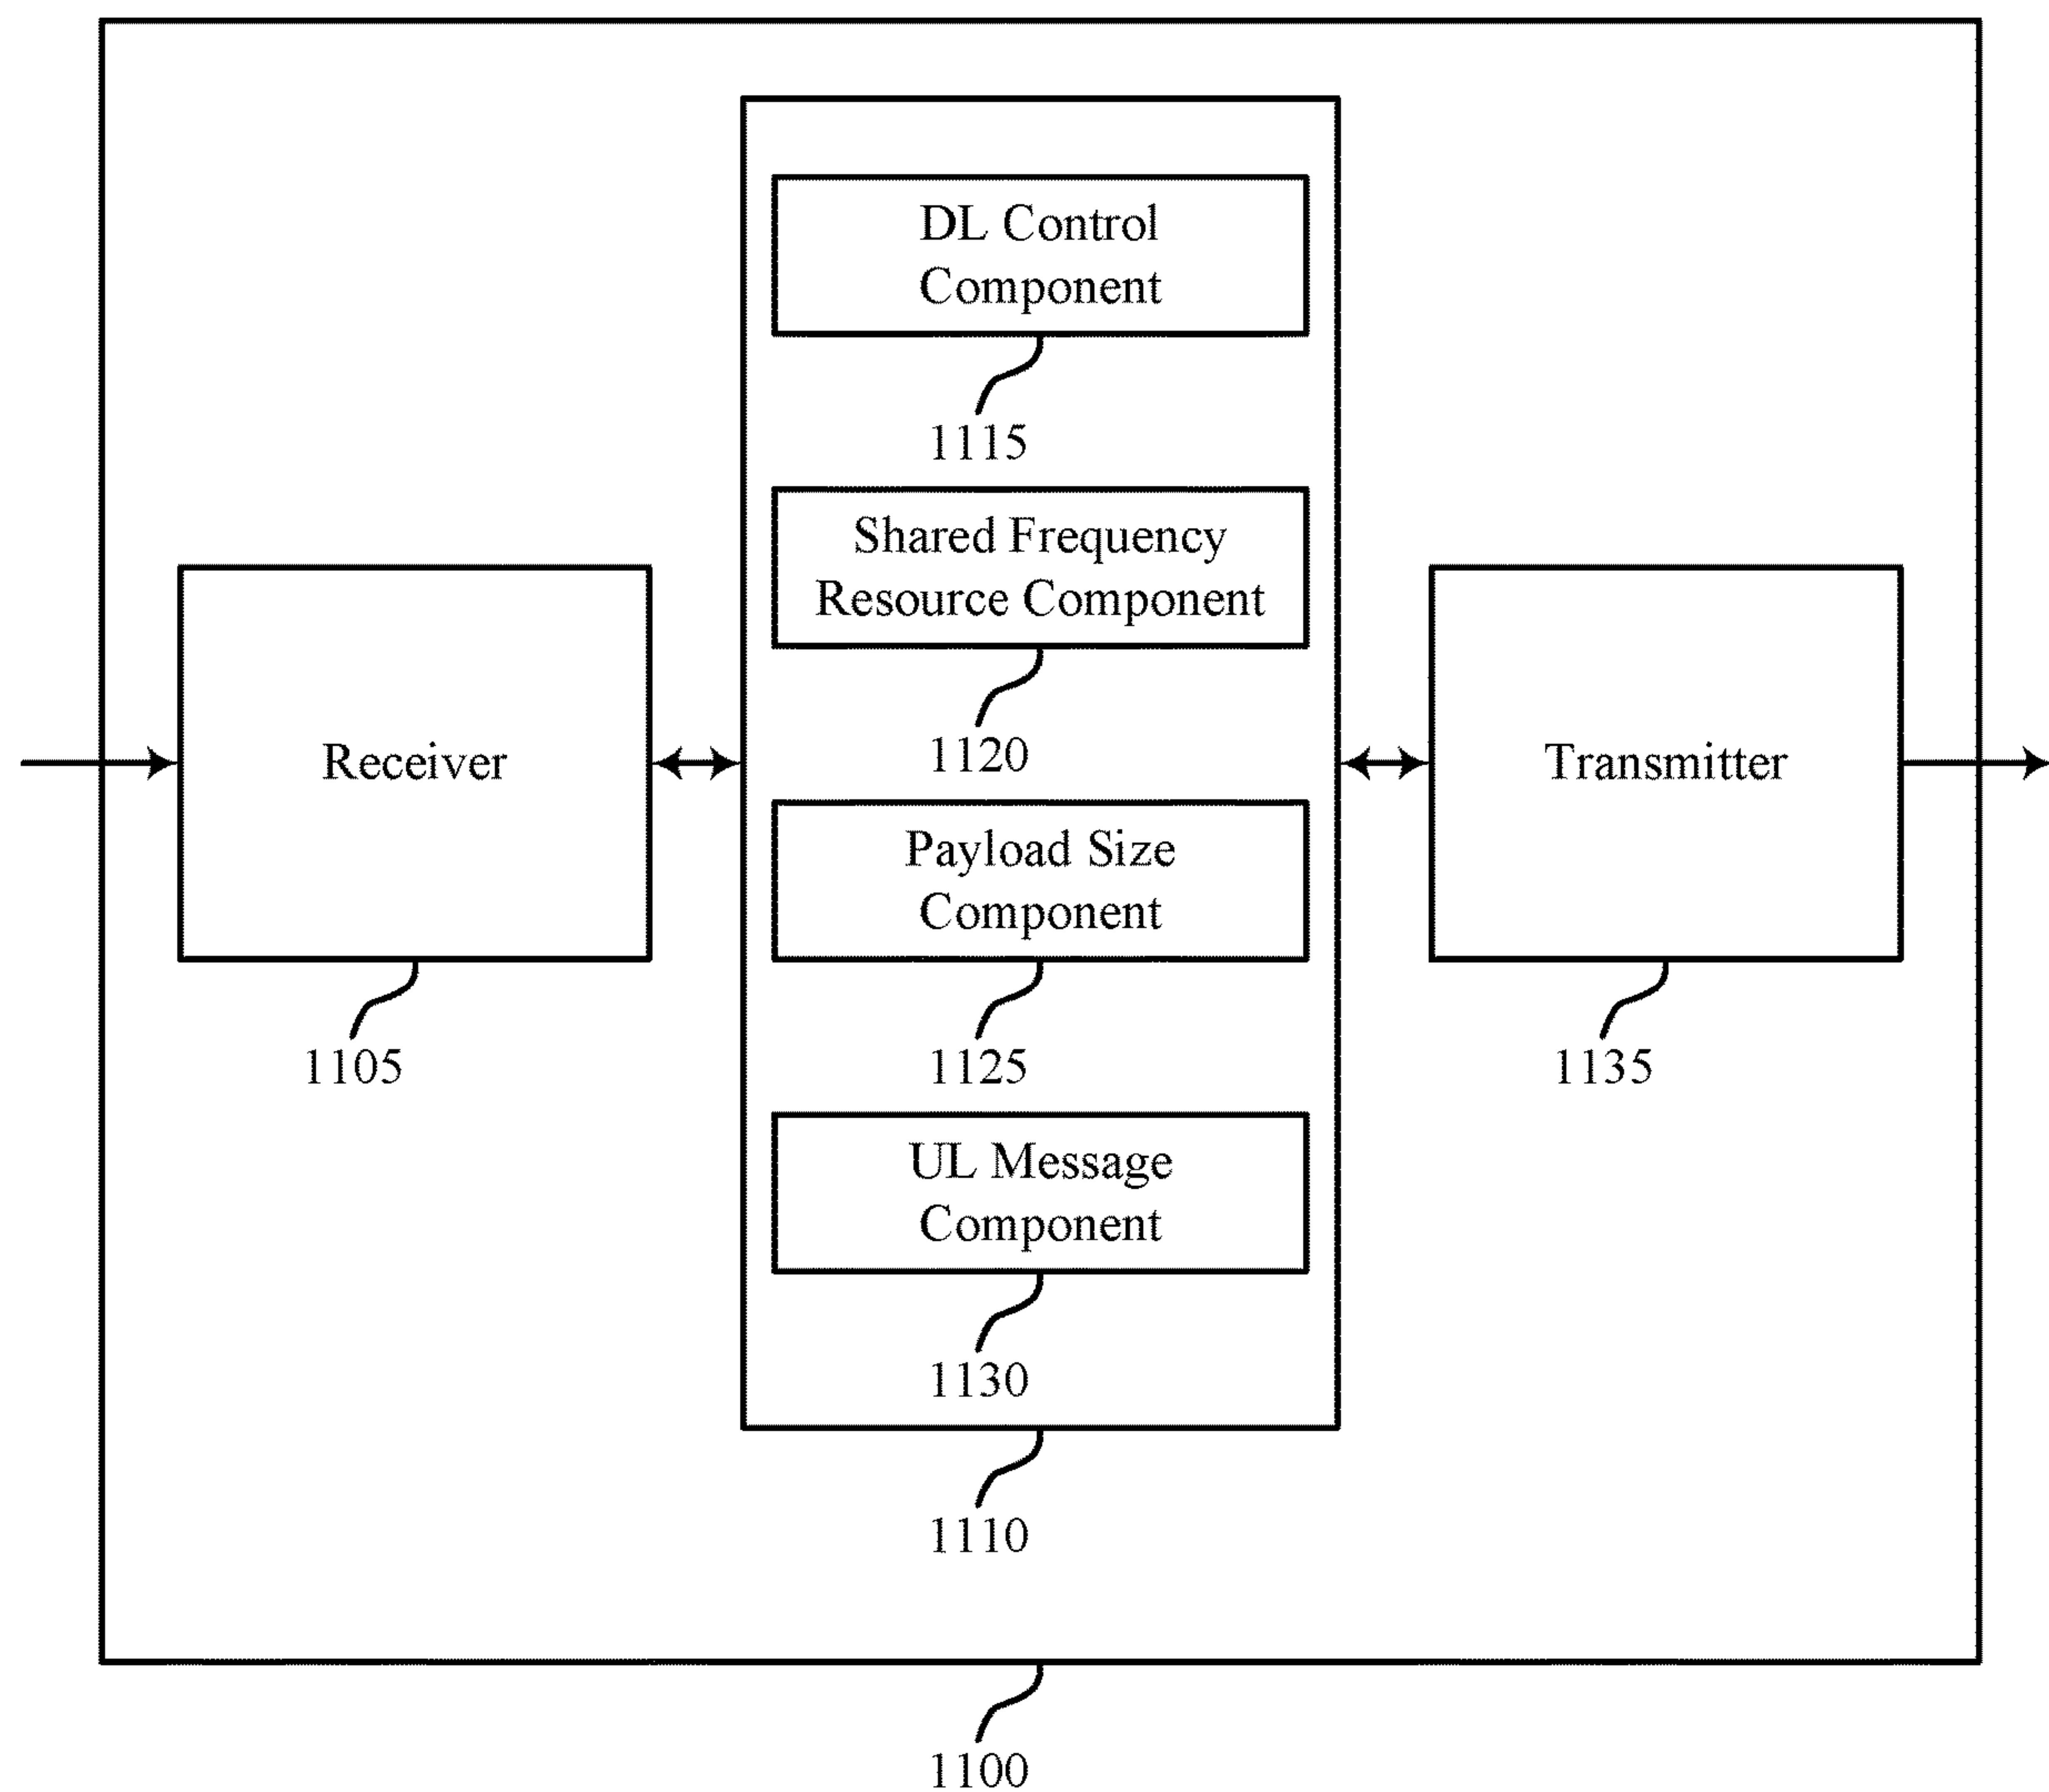 DL Control
Component
1115
Shared Frequency
Resource Component
1120
Receiver
1105
Payload Size
Component
1125
UL Message
Component
1130
1110
Transmitter
1135
1100